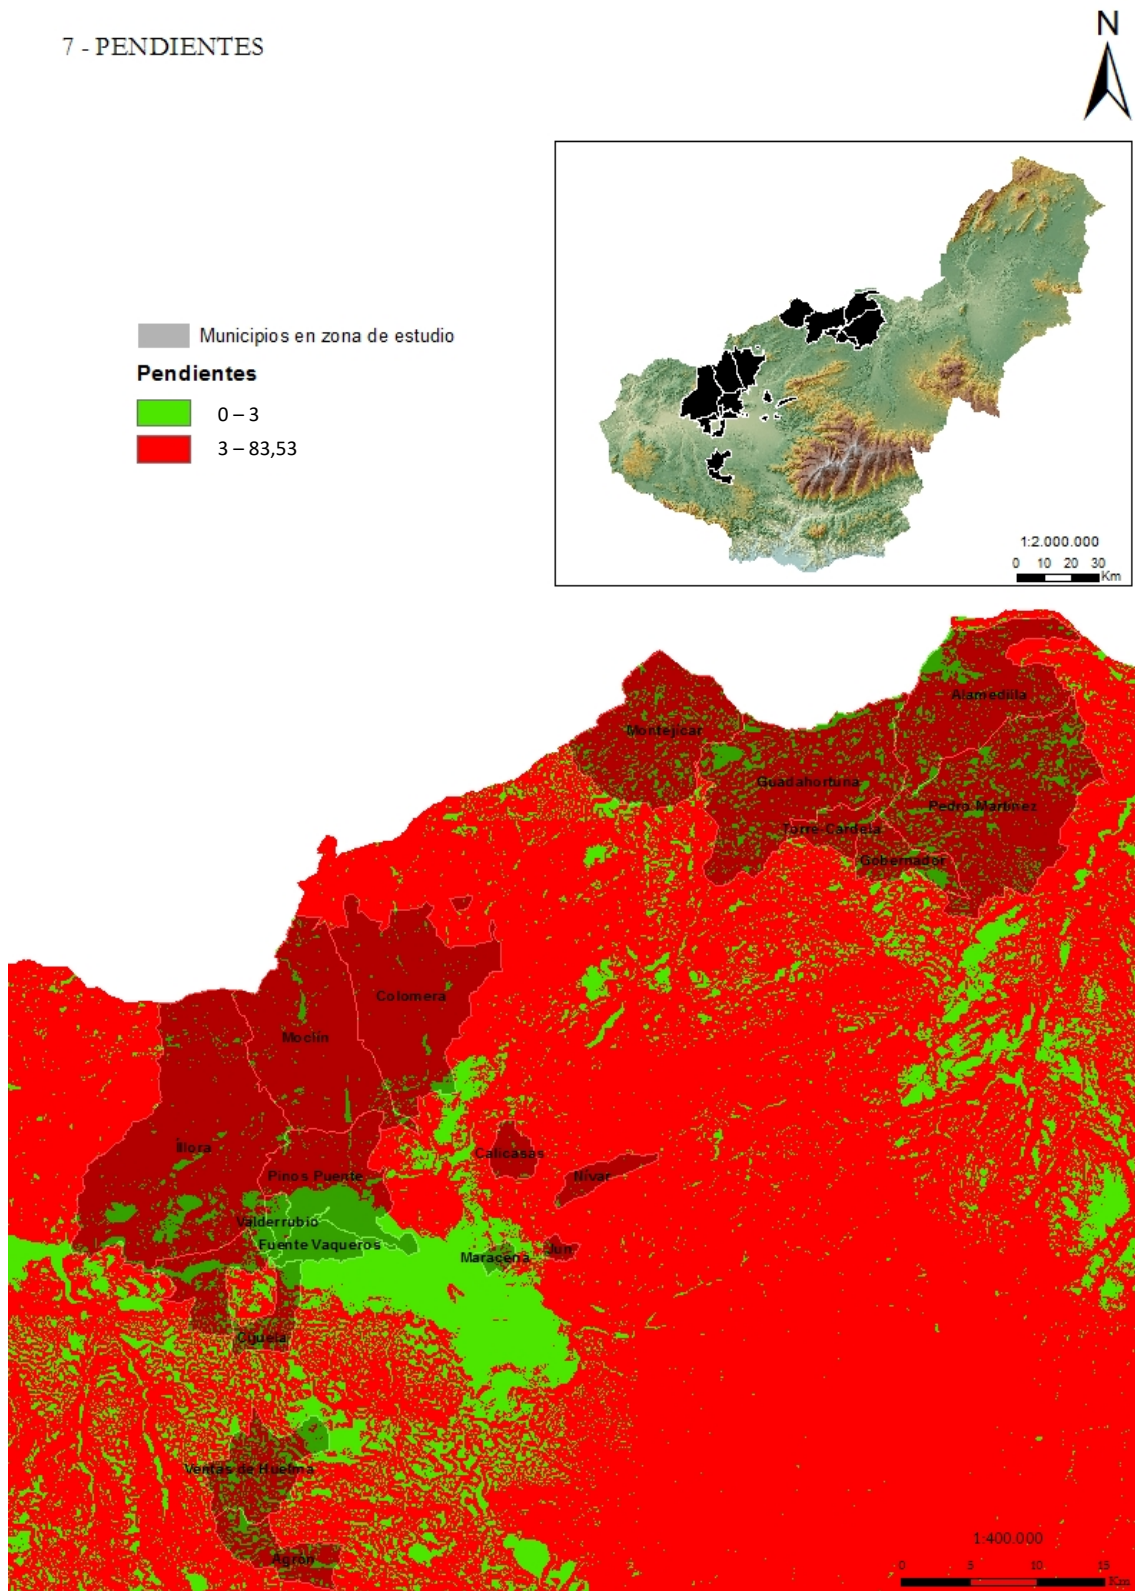 7 - PENDIENTES
N
Municipios en zona de estudio
Pendientes
0 – 3
3 – 83,53
1:2.000.000
0 10 20 30
Km
Alamedilla
Montejícar
Guadahortuna
Pedro Martínez
Torre-Cardela
Gobernador
Colomera
Moclín
Íllora
Calicasas
Pinos Puente
Nívar
Valderrubio
Fuente Vaqueros
Maracena
Jun
Cijuela
Ventas de Huelma
Agrón
1:400.000
0 5 10 15
Km